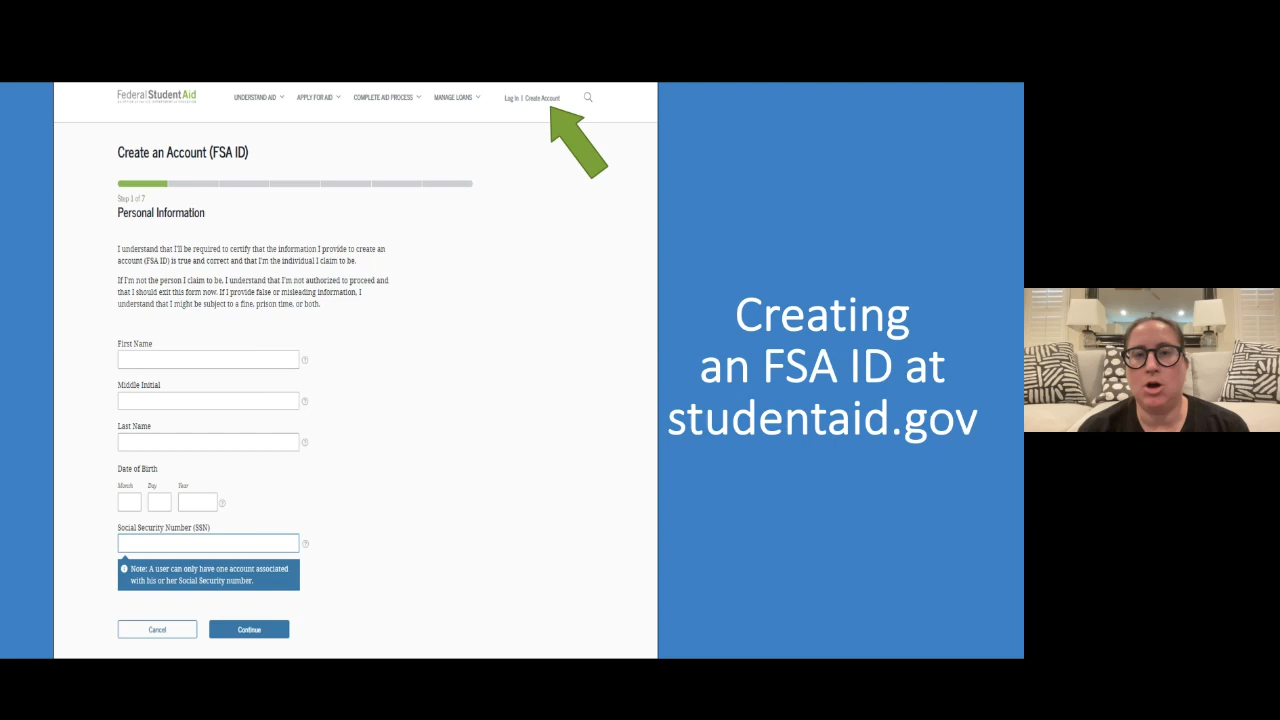 Federal Student Aid
UNDERSTAND AID APPLY FOR AID COMPLETE AID PROCESS MANAGE LOANS Log In | Create Account
Create an Account (FSA ID)
Step 1 of 7
Personal Information
I understand that I'll be required to certify that the information I provide to create an
account (FSA ID) is true and correct and that I'm the individual I claim to be.
If I'm not the person I claim to be, I understand that I'm not authorized to proceed and
that I should exit this form now. If I provide false or misleading information, I
understand that I might be subject to a fine, prison time, or both.
First Name
Middle Initial
Last Name
Date of Birth
Month Day Year
Social Security Number (SSN)
Note: A user can only have one account associated
with his or her Social Security number.
Cancel Continue
Creating
an FSA ID at
studentaid.gov